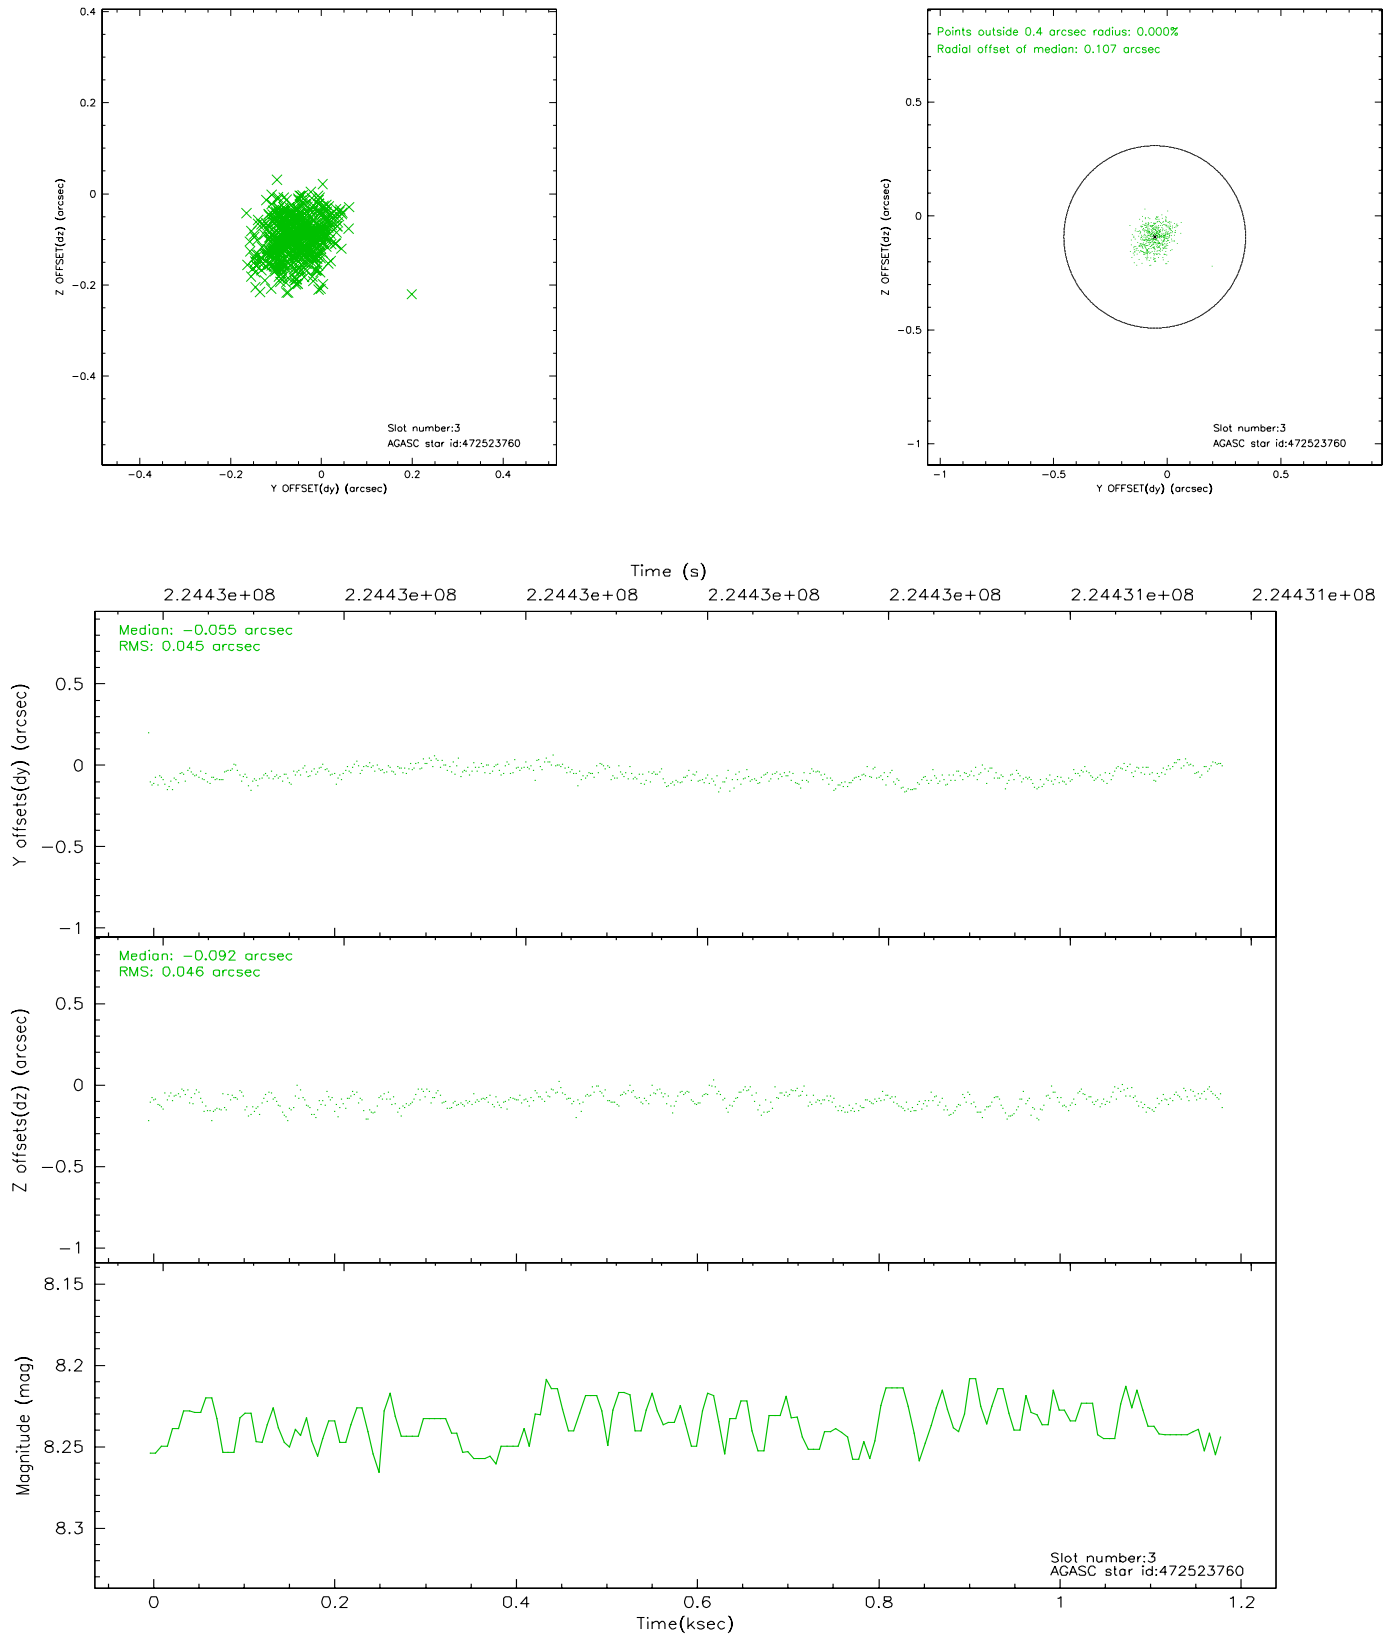 0.4
0.2
0
−0.2
−0.4
Z OFFSET(dz) (arcsec)
Slot number:3
AGASC star id:472523760
−0.4 −0.2 0 0.2 0.4
Y OFFSET(dy) (arcsec)
Points outside 0.4 arcsec radius: 0.000%
Radial offset of median: 0.107 arcsec
0.5
0
−0.5
−1
Z OFFSET(dz) (arcsec)
Slot number:3
AGASC star id:472523760
−1 −0.5 0 0.5
Y OFFSET(dy) (arcsec)
Time (s)
2.2443e+08 2.2443e+08 2.2443e+08 2.2443e+08 2.2443e+08 2.24431e+08 2.24431e+08
Median: −0.055 arcsec
RMS: 0.045 arcsec
0.5
0
−0.5
−1
Y offsets(dy) (arcsec)
Median: −0.092 arcsec
RMS: 0.046 arcsec
0.5
0
−0.5
−1
Z offsets(dz) (arcsec)
8.15
8.2
8.25
8.3
Magnitude (mag)
Slot number:3
AGASC star id:472523760
0 0.2 0.4 0.6 0.8 1 1.2
Time(ksec)